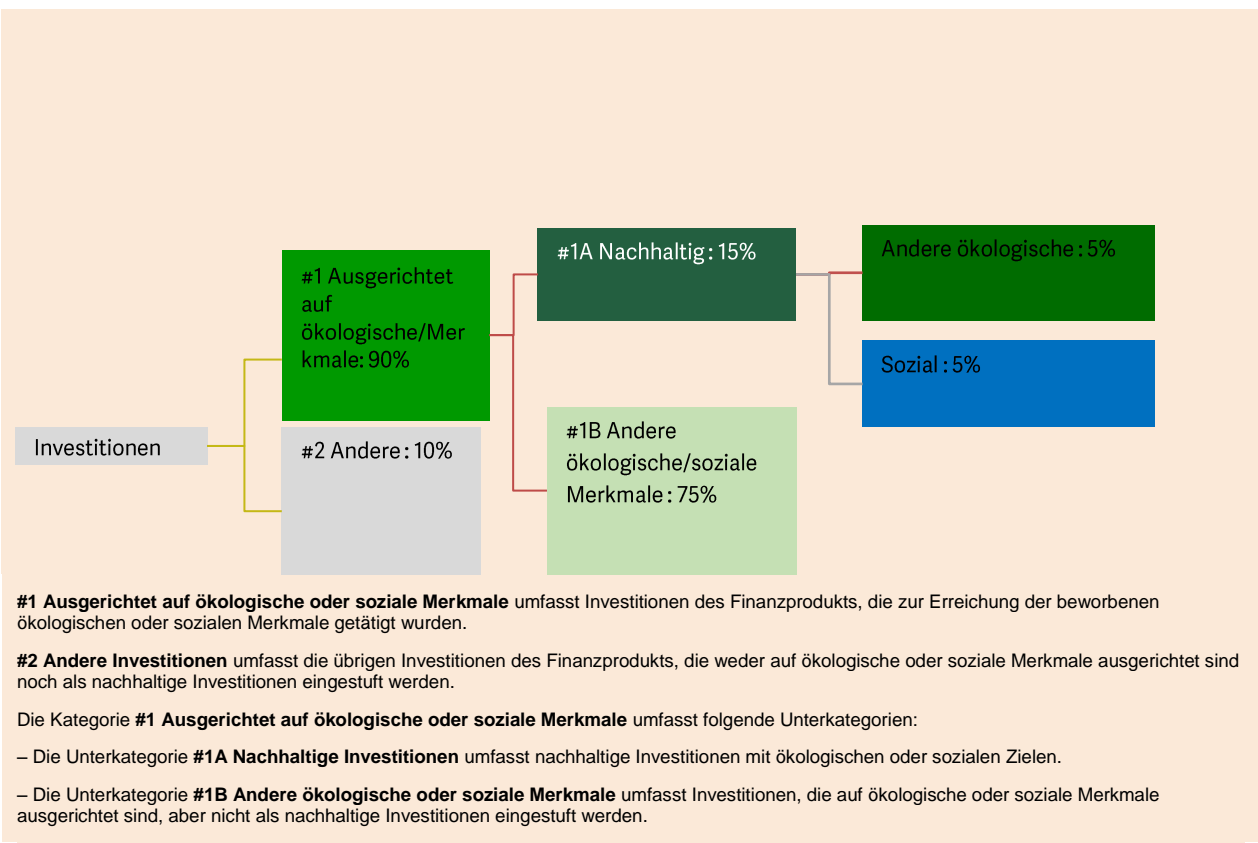 #1 Ausgerichtet
auf
ökologische/Mer
kmale: 90%
#1A Nachhaltig: 15%
Andere ökologische: 5%
Sozial: 5%
Investitionen
#2 Andere: 10%
#1B Andere
ökologische/soziale
Merkmale: 75%
#1 Ausgerichtet auf ökologische oder soziale Merkmale umfasst Investitionen des Finanzprodukts, die zur Erreichung der beworbenen
ökologischen oder sozialen Merkmale getätigt wurden.
#2 Andere Investitionen umfasst die übrigen Investitionen des Finanzprodukts, die weder auf ökologische oder soziale Merkmale ausgerichtet sind
noch als nachhaltige Investitionen eingestuft werden.
Die Kategorie #1 Ausgerichtet auf ökologische oder soziale Merkmale umfasst folgende Unterkategorien:
– Die Unterkategorie #1A Nachhaltige Investitionen umfasst nachhaltige Investitionen mit ökologischen oder sozialen Zielen.
– Die Unterkategorie #1B Andere ökologische oder soziale Merkmale umfasst Investitionen, die auf ökologische oder soziale Merkmale
ausgerichtet sind, aber nicht als nachhaltige Investitionen eingestuft werden.